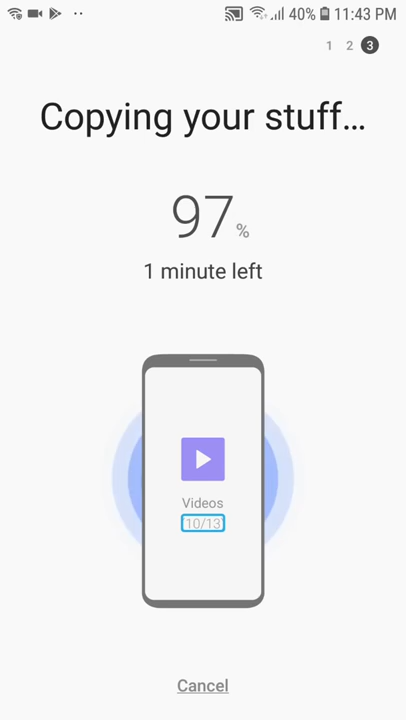 40% 11:43 PM
1 2 3
Copying your stuff...
97%
1 minute left
Videos
10/13
Cancel